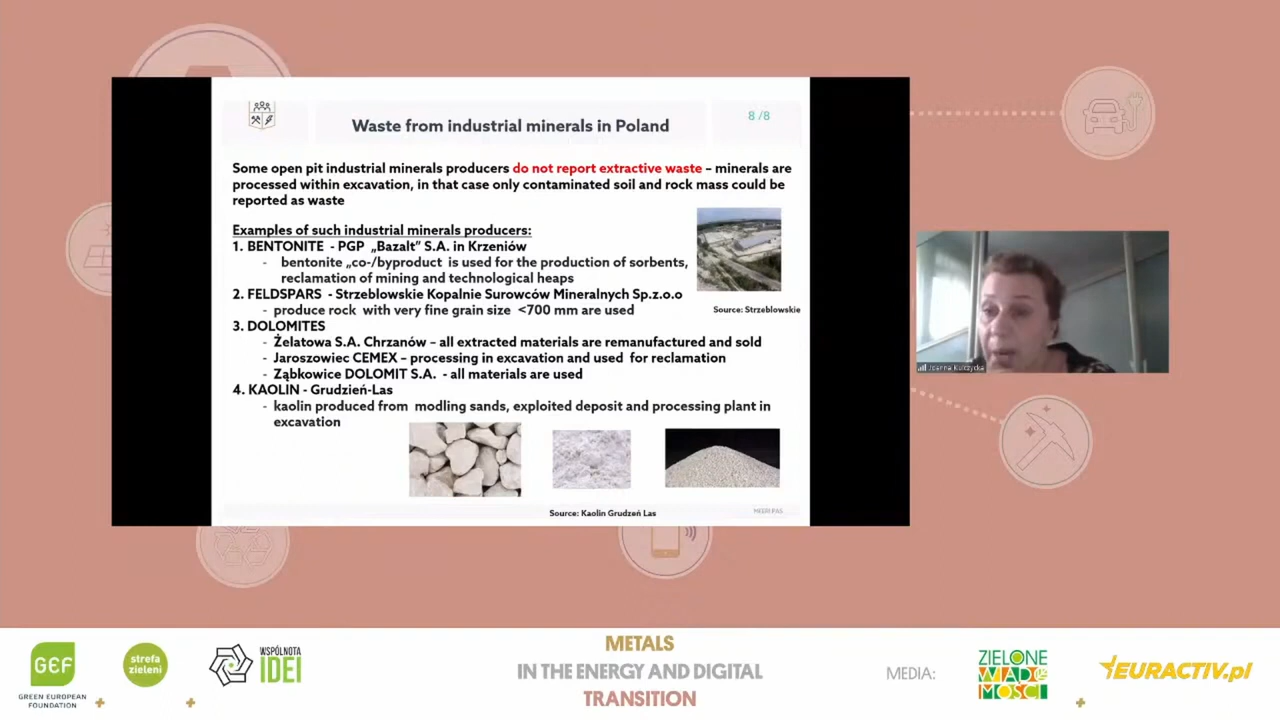 Waste from industrial minerals in Poland
8 /8
Some open pit industrial minerals producers do not report extractive waste – minerals are
processed within excavation, in that case only contaminated soil and rock mass could be
reported as waste
Examples of such industrial minerals producers:
1. BENTONITE - PGP „Bazalt” S.A. in Krzeniów
- bentonite „co-/byproduct is used for the production of sorbents,
reclamation of mining and technological heaps
2. FELDSPARS - Strzeblowskie Kopalnie Surowców Mineralnych Sp.z.o.o
- produce rock with very fine grain size <700 mm are used
Source: Strzeblowskie
3. DOLOMITES
- Żelatowa S.A. Chrzanów – all extracted materials are remanufactured and sold
- Jaroszowiec CEMEX – processing in excavation and used for reclamation
- Ząbkowice DOLOMIT S.A. - all materials are used
4. KAOLIN - Grudzień-Las
- kaolin produced from modling sands, exploited deposit and processing plant in
excavation
Source: Kaolin Grudzeń Las
MEERI PAS
Joanna Kulczycka
GEF
GREEN EUROPEAN
FOUNDATION
strefa
zieleni
WSPÓLNOTA
IDEI
METALS
IN THE ENERGY AND DIGITAL
TRANSITION
MEDIA:
ZIELONE
WIADOMOŚCI
EURACTIV.pl